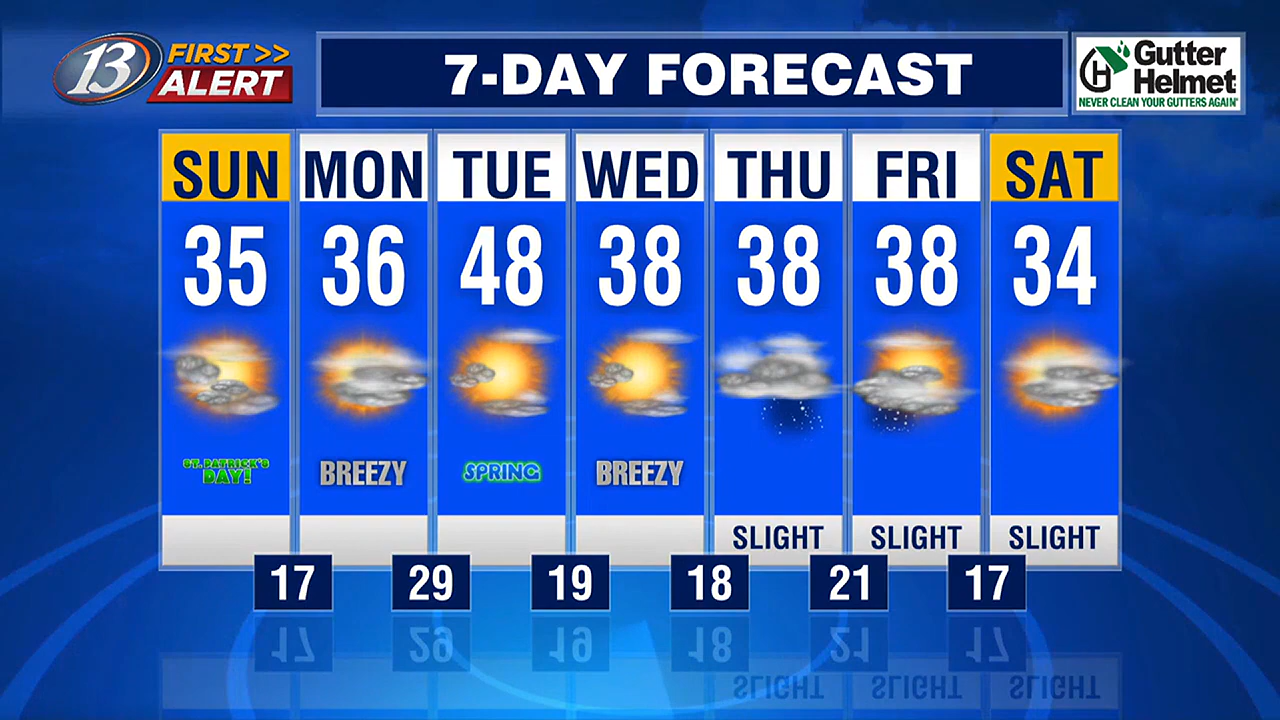 13 FIRST >>
ALERT
7-DAY FORECAST
Gutter
Helmet
NEVER CLEAN YOUR GUTTERS AGAIN®
SUN MON TUE WED THU FRI SAT
35 36 48 38 38 38 34
ST. PATRICK'S
DAY!
BREEZY SPRING BREEZY
SLIGHT SLIGHT SLIGHT
17 29 19 18 21 17